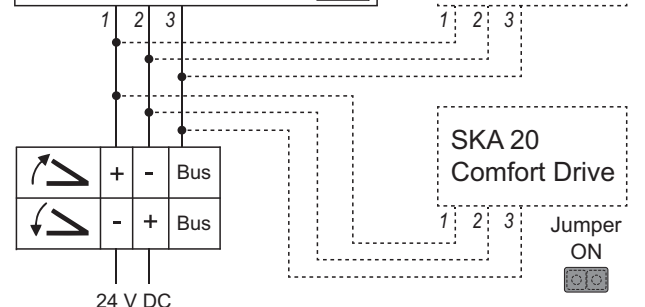 1 2 3
1 2 3
SKA 20
Comfort Drive
+ - Bus
- + Bus
1 2 3
Jumper
ON
24 V DC